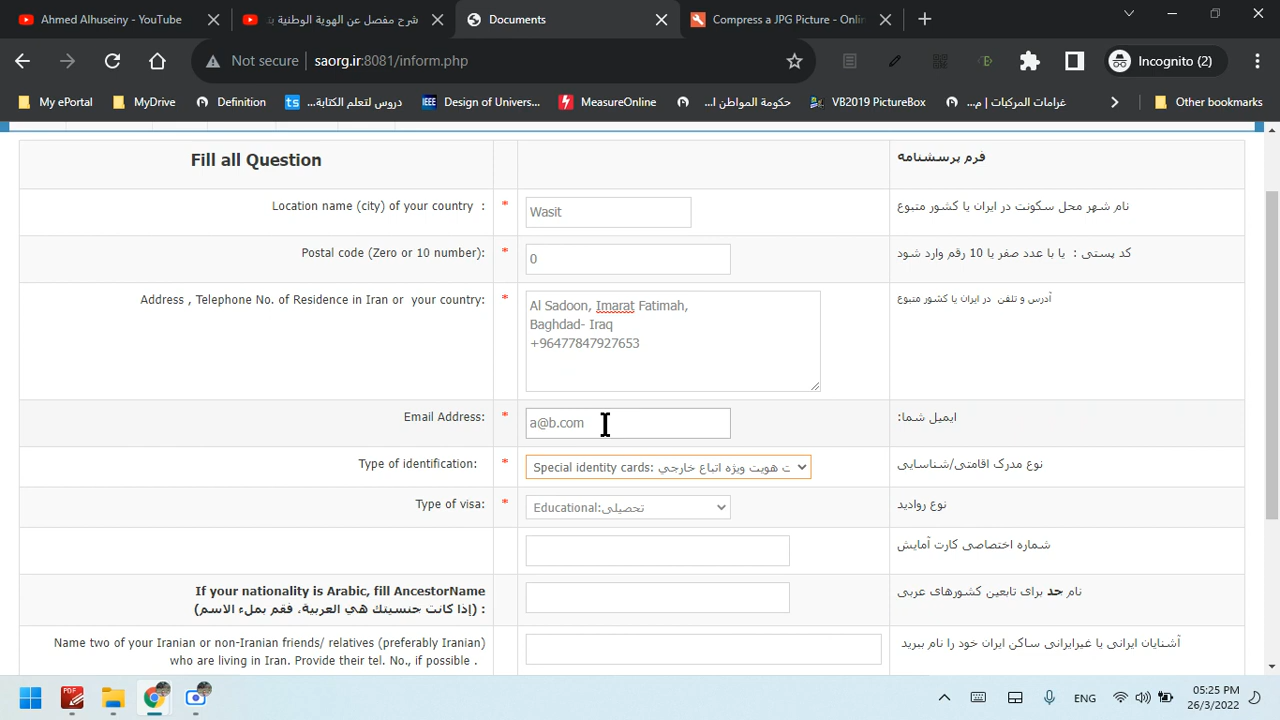 Ahmed Alhuseiny - YouTube
شرح مفصل عن الهوية الوطنية بند
Documents
Compress a JPG Picture - Onlin
Not secure
saorg.ir:8081/inform.php
Incognito (2)
My ePortal
MyDrive
Definition
دروس لتعلم الكتابة...
Design of Univers...
MeasureOnline
حكومة المواطن ا...
VB2019 PictureBox
غرامات المركبات | م...
Other bookmarks
Fill all Question
فرم پرسشنامه
Location name (city) of your country :
*
Wasit
نام شهر محل سکونت در ایران یا کشور متبوع
Postal code (Zero or 10 number):
*
0
کد پستی : یا با عدد صفر یا 10 رقم وارد شود
Address , Telephone No. of Residence in Iran or your country:
*
Al Sadoon, Imarat Fatimah,
Baghdad- Iraq
+96477847927653
آدرس و تلفن در ایران یا کشور متبوع
Email Address:
*
a@b.com
ایمیل شما:
Type of identification:
*
Special identity cards: ت هویت ویژه اتباع خارجي
نوع مدرک اقامتی/شناسایی
Type of visa:
*
Educational:تحصیلی
نوع روادید
شماره اختصاصی کارت آمایش
If your nationality is Arabic, fill AncestorName
: (إذا كانت جنسيتك هي العربية، فقم بملء الاسم)
نام جد برای تابعین کشورهای عربی
Name two of your Iranian or non-Iranian friends/ relatives (preferably Iranian)
who are living in Iran. Provide their tel. No., if possible .
آشنایان ایرانی یا غیرایرانی ساکن ایران خود را نام ببرید
ENG
05:25 PM
26/3/2022